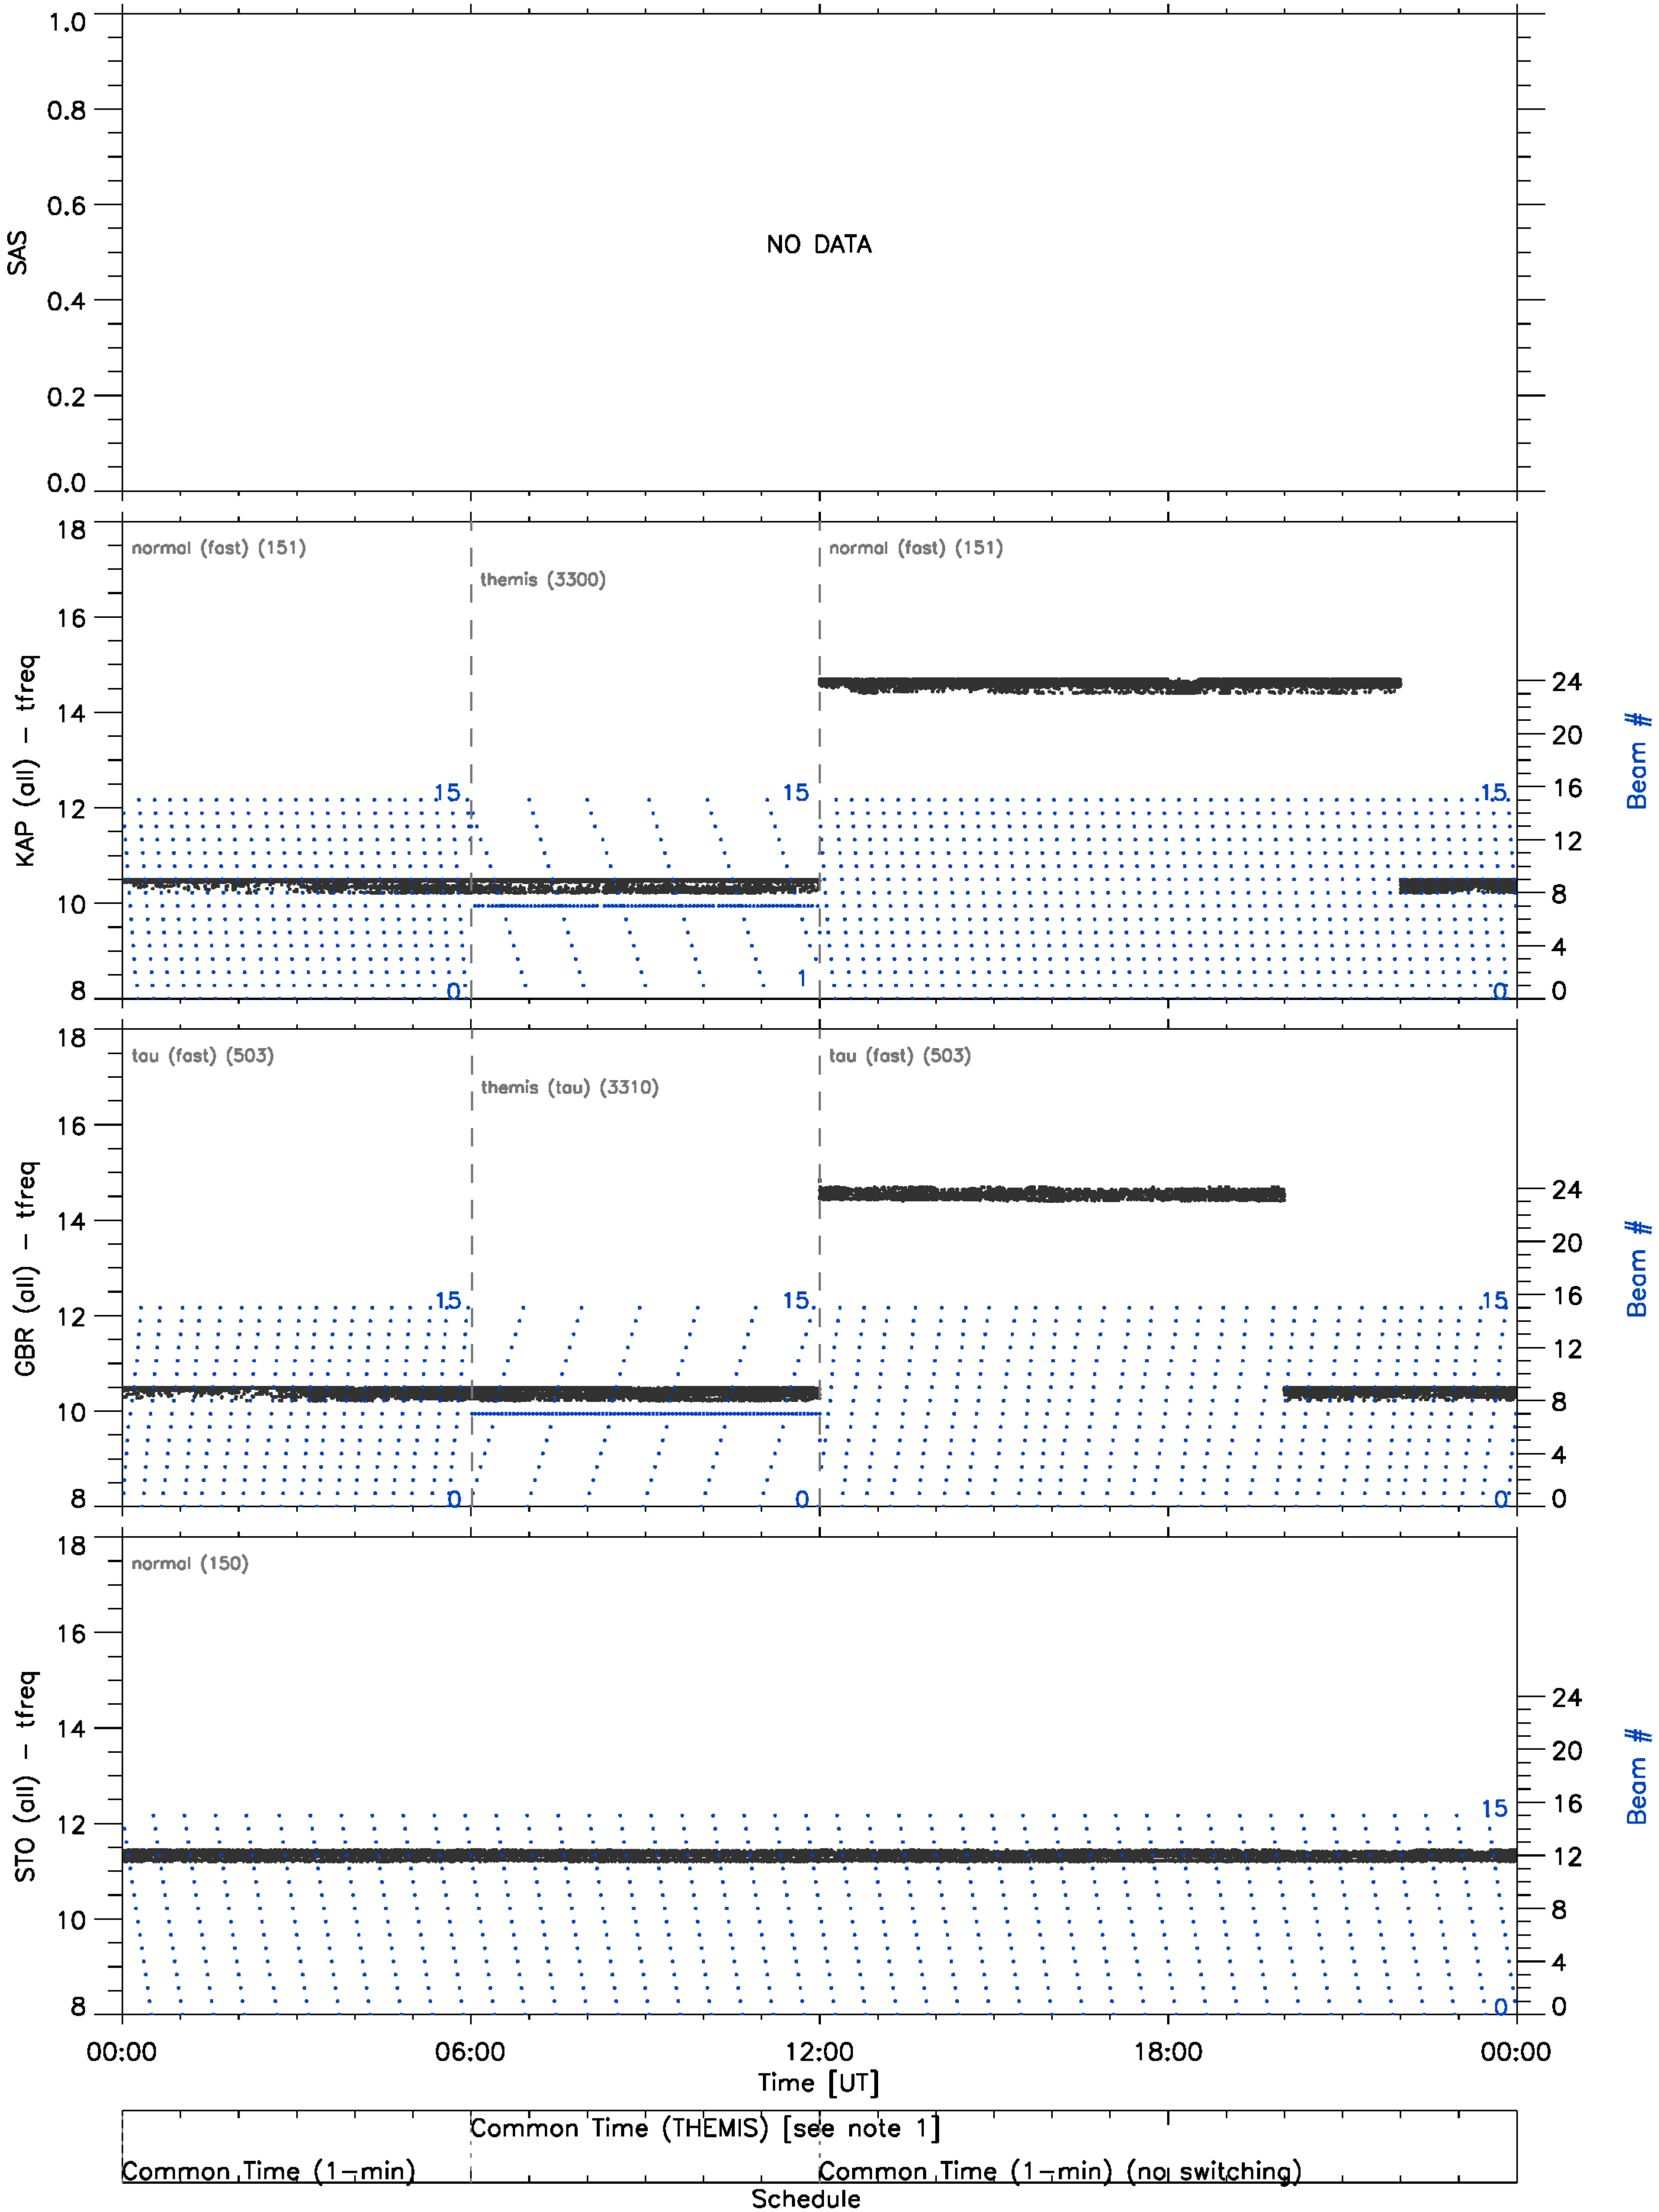 1.0
0.8
0.6
0.4
0.2
0.0
SAS
NO DATA
18
16
14
12
10
8
KAP (all) - tfreq
normal (fast) (151)
themis (3300)
normal (fast) (151)
15
15
15
0
1
0
24
20
16
12
8
4
0
Beam #
18
16
14
12
10
8
GBR (all) - tfreq
tau (fast) (503)
themis (tau) (3310)
tau (fast) (503)
15
15
15
0
0
0
24
20
16
12
8
4
0
Beam #
18
16
14
12
10
8
STO (all) - tfreq
normal (150)
15
0
24
20
16
12
8
4
0
Beam #
00:00 06:00 12:00 18:00 00:00
Time [UT]
Common Time (THEMIS) [see note 1]
Common Time (1-min) Common Time (1-min) (no switching)
Schedule